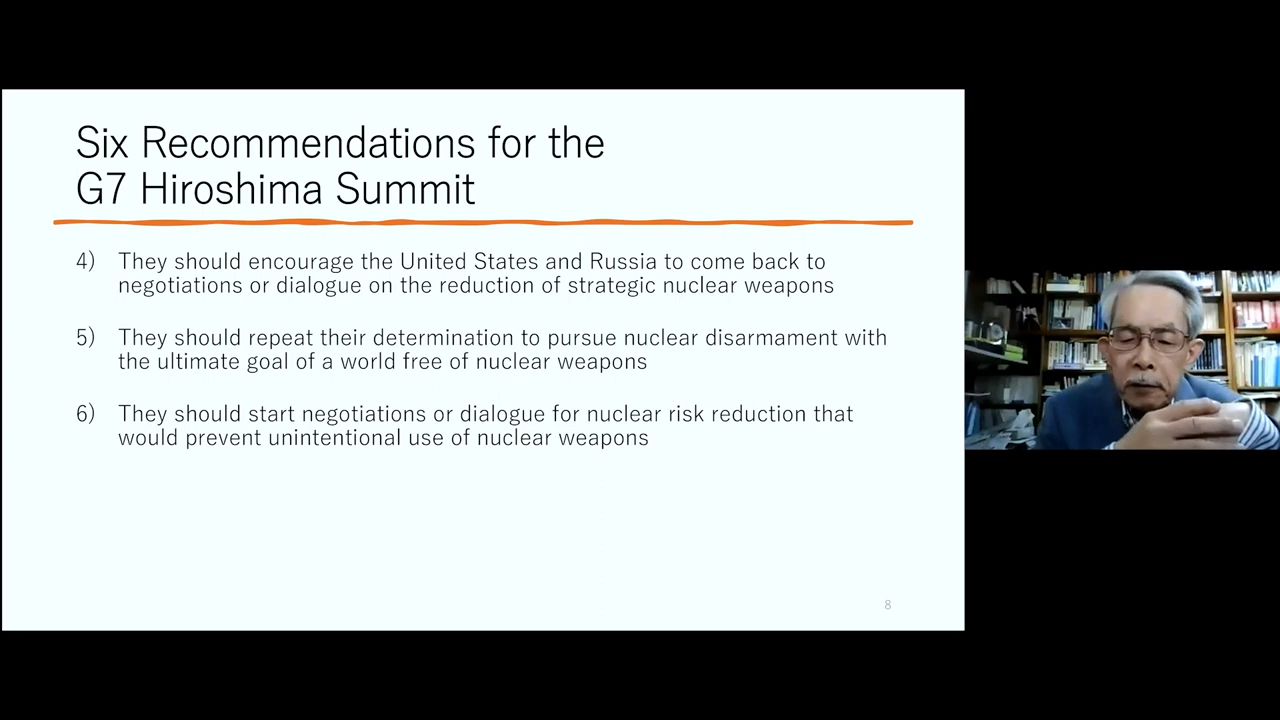 Six Recommendations for the
G7 Hiroshima Summit
4) They should encourage the United States and Russia to come back to
negotiations or dialogue on the reduction of strategic nuclear weapons
5) They should repeat their determination to pursue nuclear disarmament with
the ultimate goal of a world free of nuclear weapons
6) They should start negotiations or dialogue for nuclear risk reduction that
would prevent unintentional use of nuclear weapons
8